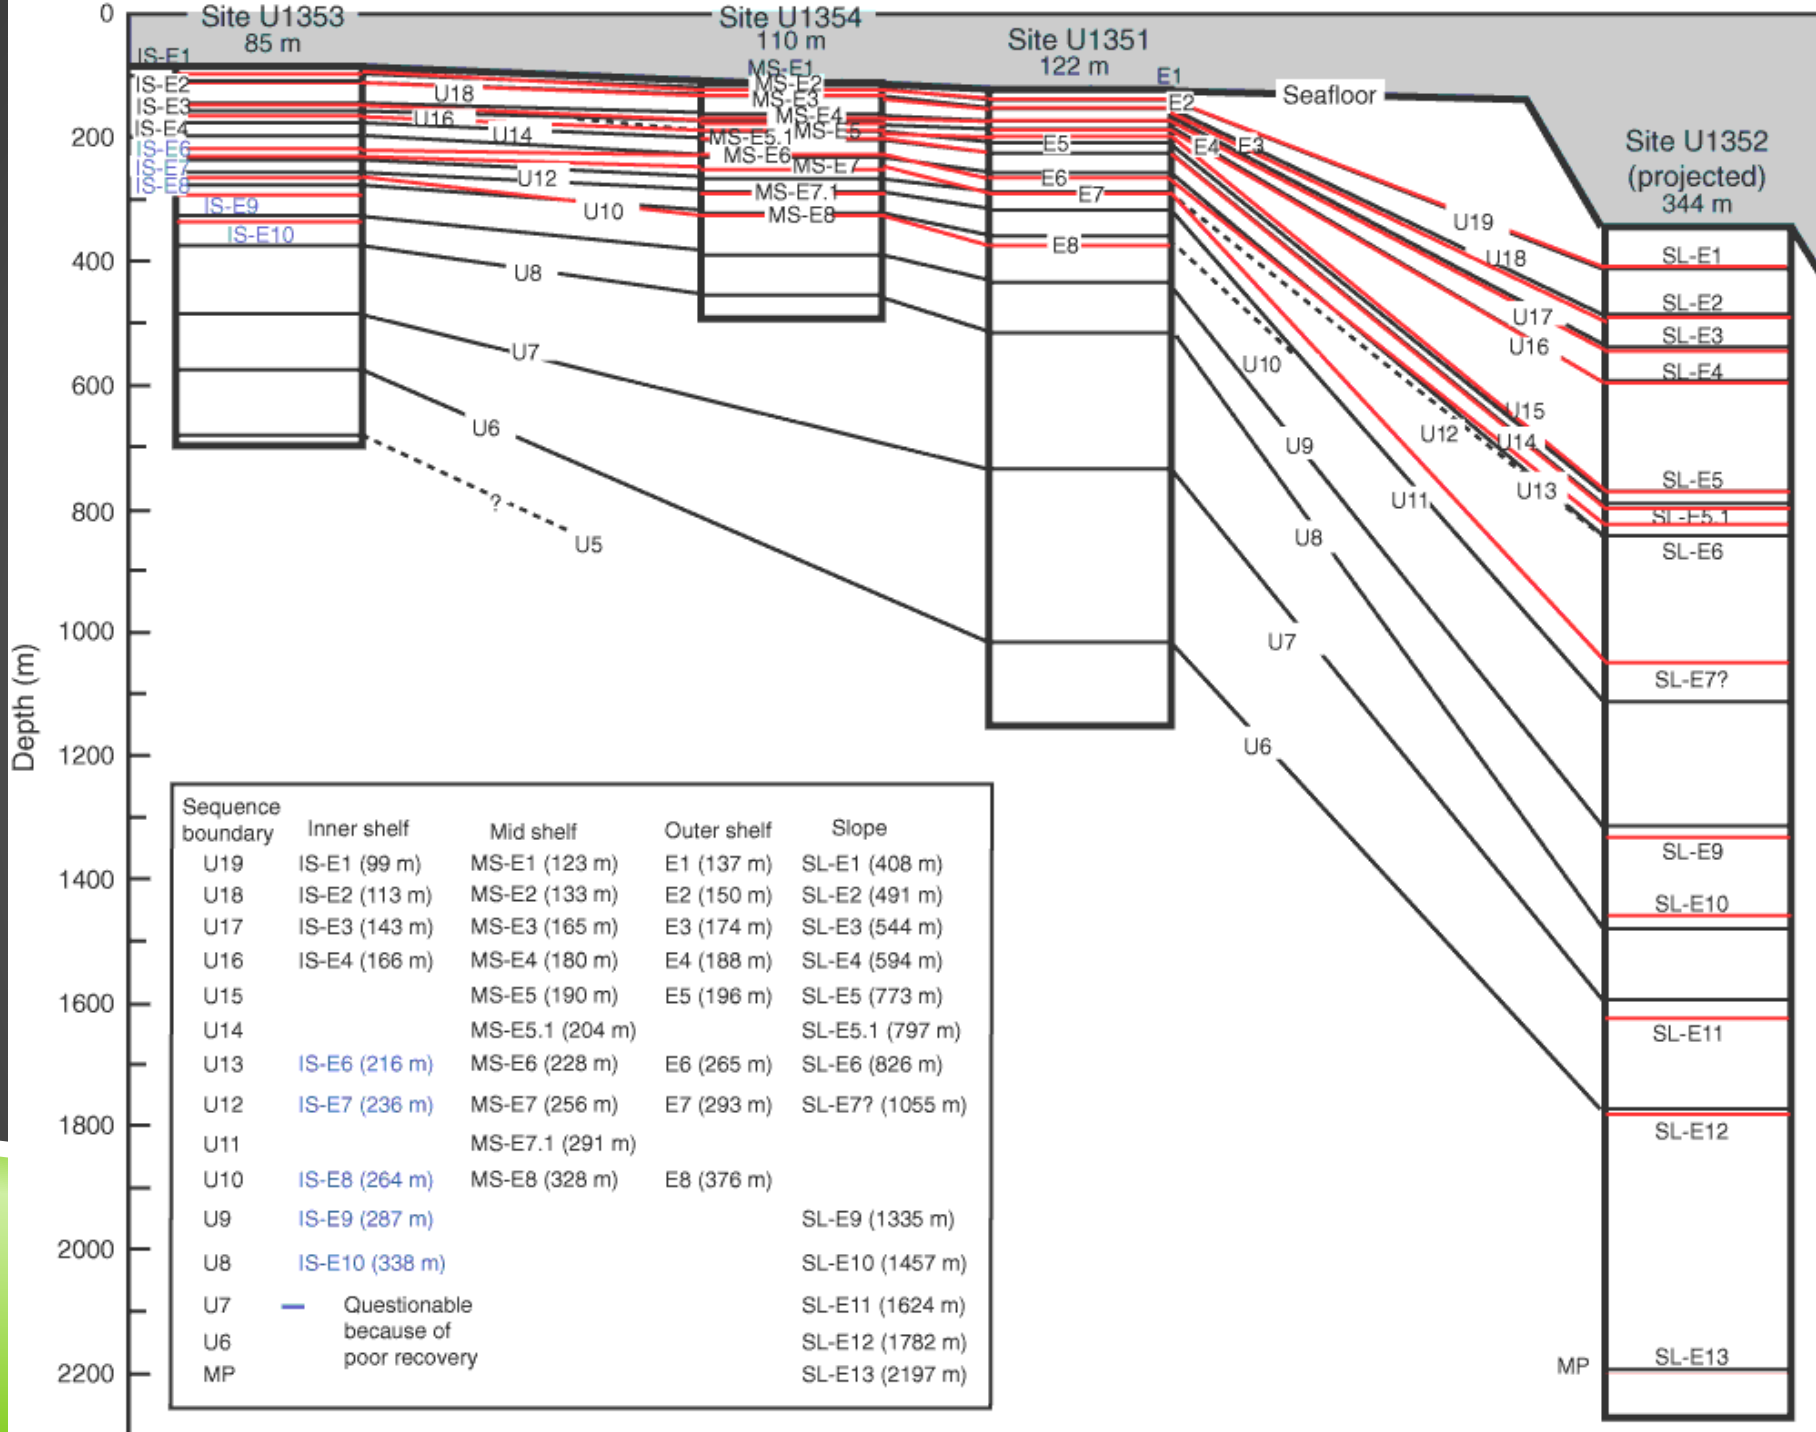 0
Site U1353
85 m
Site U1354
110 m
Site U1351
122 m
Site U1352
(projected)
344 m
Seafloor
200
400
600
800
1000
1200
1400
1600
1800
2000
2200
Depth (m)
IS-E1
IS-E2
IS-E3
IS-E4
IS-E6
IS-E7
IS-E8
IS-E9
IS-E10
U18
U16
U14
U12
U10
U8
U7
U6
?
U5
MS-E1
MS-E2
MS-E3
MS-E4
MS-E5.1
MS-E5
MS-E6
MS-E7
MS-E7.1
MS-E8
E1
E2
E3
E4
E5
E6
E7
E8
U19
U18
U17
U16
U15
U14
U13
U12
U11
U10
U9
U8
U7
U6
SL-E1
SL-E2
SL-E3
SL-E4
SL-E5
SL-E5.1
SL-E6
SL-E7?
SL-E9
SL-E10
SL-E11
SL-E12
MP
SL-E13
Sequence
boundary Inner shelf Mid shelf Outer shelf Slope
U19 IS-E1 (99 m) MS-E1 (123 m) E1 (137 m) SL-E1 (408 m)
U18 IS-E2 (113 m) MS-E2 (133 m) E2 (150 m) SL-E2 (491 m)
U17 IS-E3 (143 m) MS-E3 (165 m) E3 (174 m) SL-E3 (544 m)
U16 IS-E4 (166 m) MS-E4 (180 m) E4 (188 m) SL-E4 (594 m)
U15 MS-E5 (190 m) E5 (196 m) SL-E5 (773 m)
U14 MS-E5.1 (204 m) SL-E5.1 (797 m)
U13 IS-E6 (216 m) MS-E6 (228 m) E6 (265 m) SL-E6 (826 m)
U12 IS-E7 (236 m) MS-E7 (256 m) E7 (293 m) SL-E7? (1055 m)
U11 MS-E7.1 (291 m)
U10 IS-E8 (264 m) MS-E8 (328 m) E8 (376 m)
U9 IS-E9 (287 m) SL-E9 (1335 m)
U8 IS-E10 (338 m) SL-E10 (1457 m)
U7 SL-E11 (1624 m)
U6 SL-E12 (1782 m)
MP SL-E13 (2197 m)
Questionable
because of
poor recovery